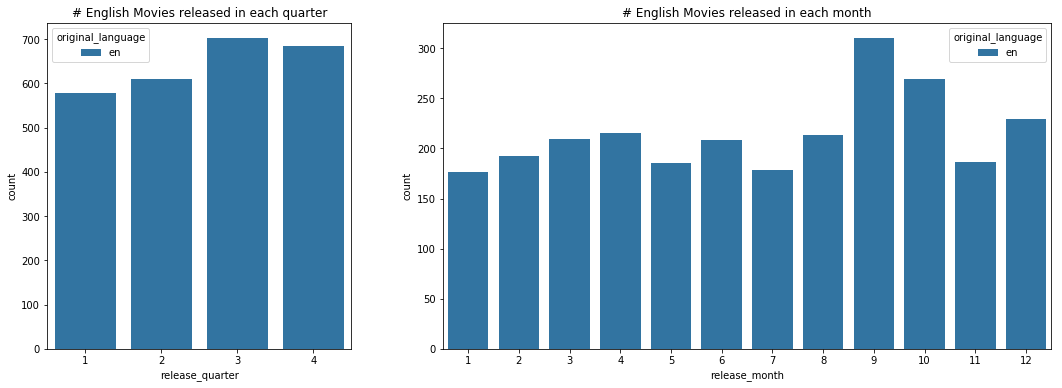 # English Movies released in each quarter
original_language
en
count
700
600
500
400
300
200
100
0
1 2 3 4
release_quarter
# English Movies released in each month
original_language
en
count
300
250
200
150
100
50
0
1 2 3 4 5 6 7 8 9 10 11 12
release_month